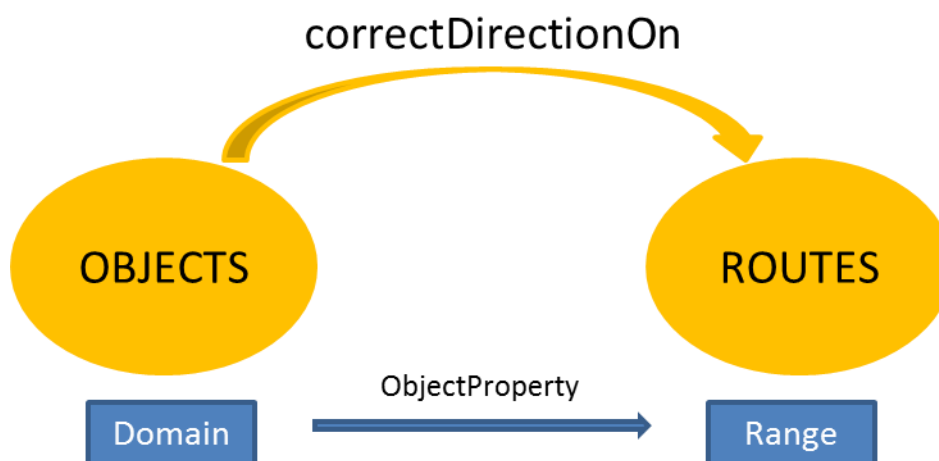 correctDirectionOn
OBJECTS
ROUTES
ObjectProperty
Domain
Range